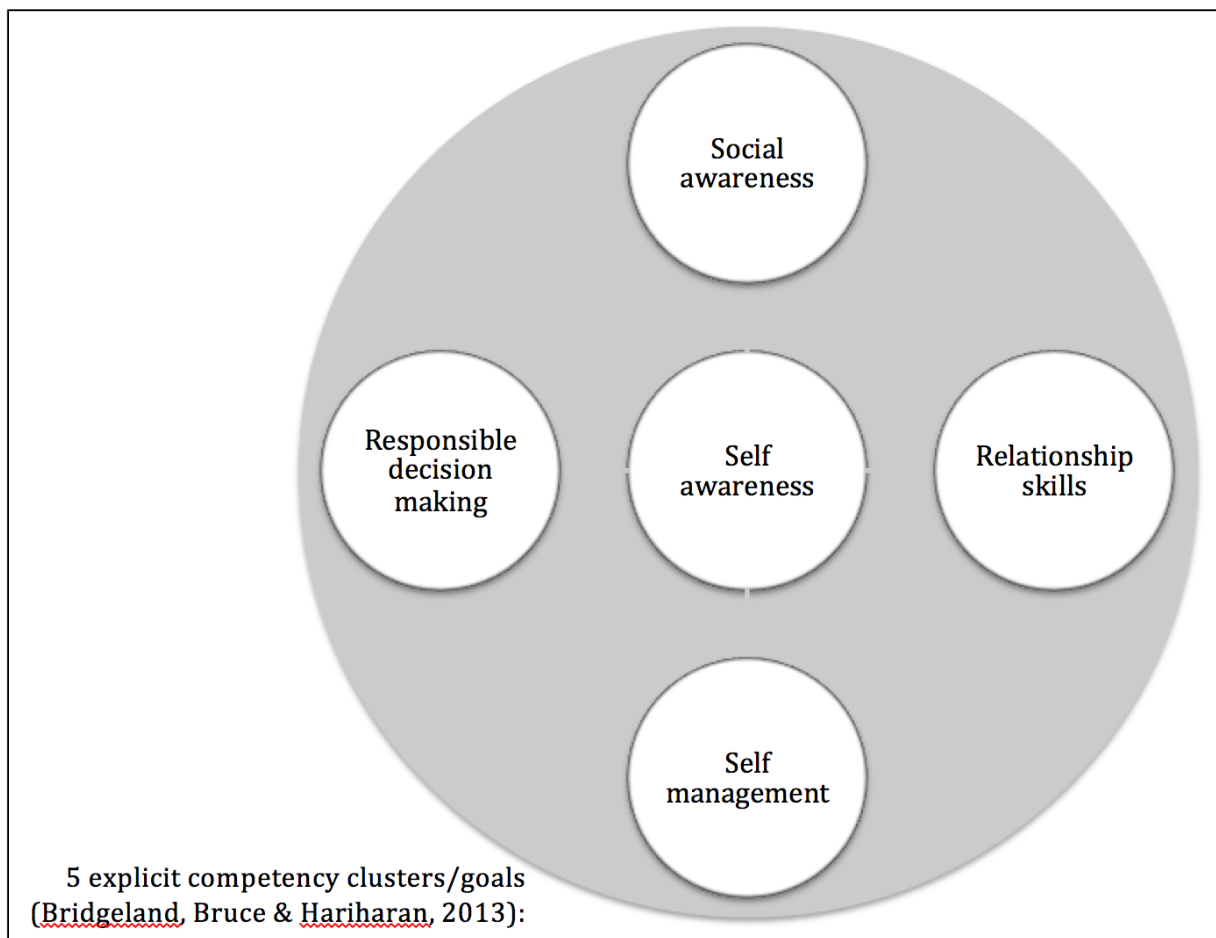 Social
awareness
Responsible
decision
making
Self
awareness
Relationship
skills
Self
management
5 explicit competency clusters/goals
(Bridgeland, Bruce & Hariharan, 2013):